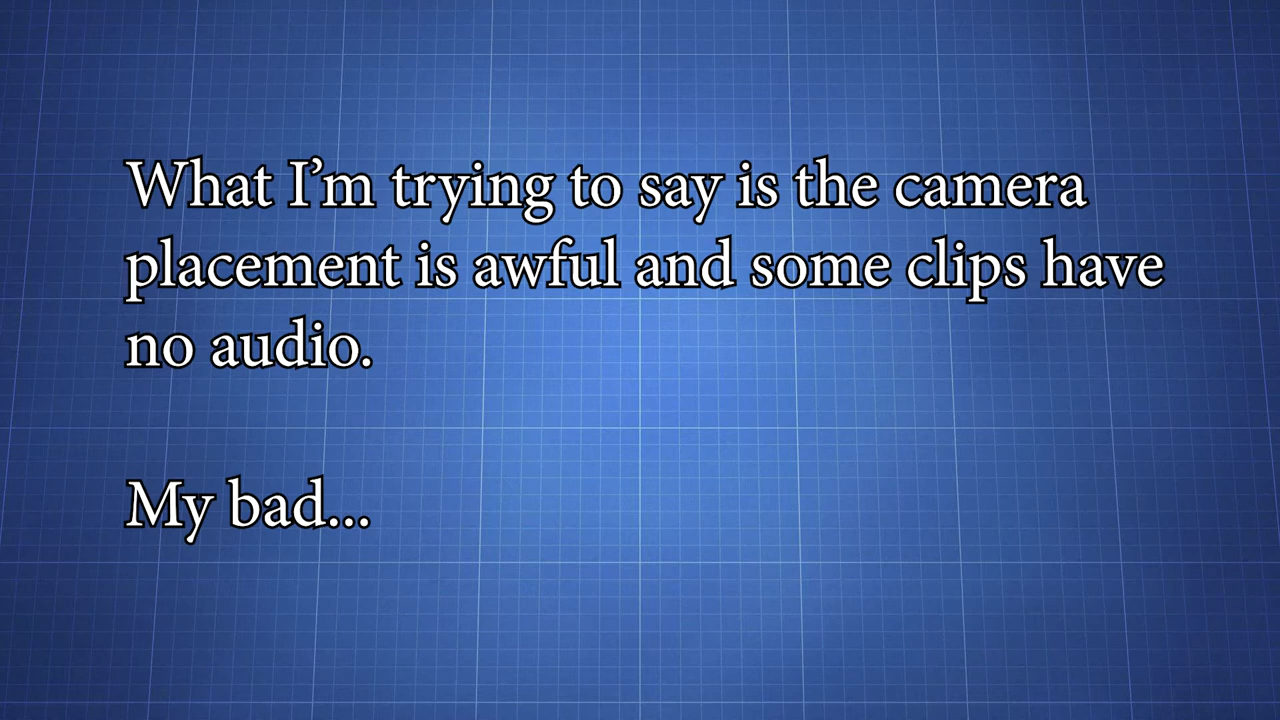 What I’m trying to say is the camera
placement is awful and some clips have
no audio.
My bad...